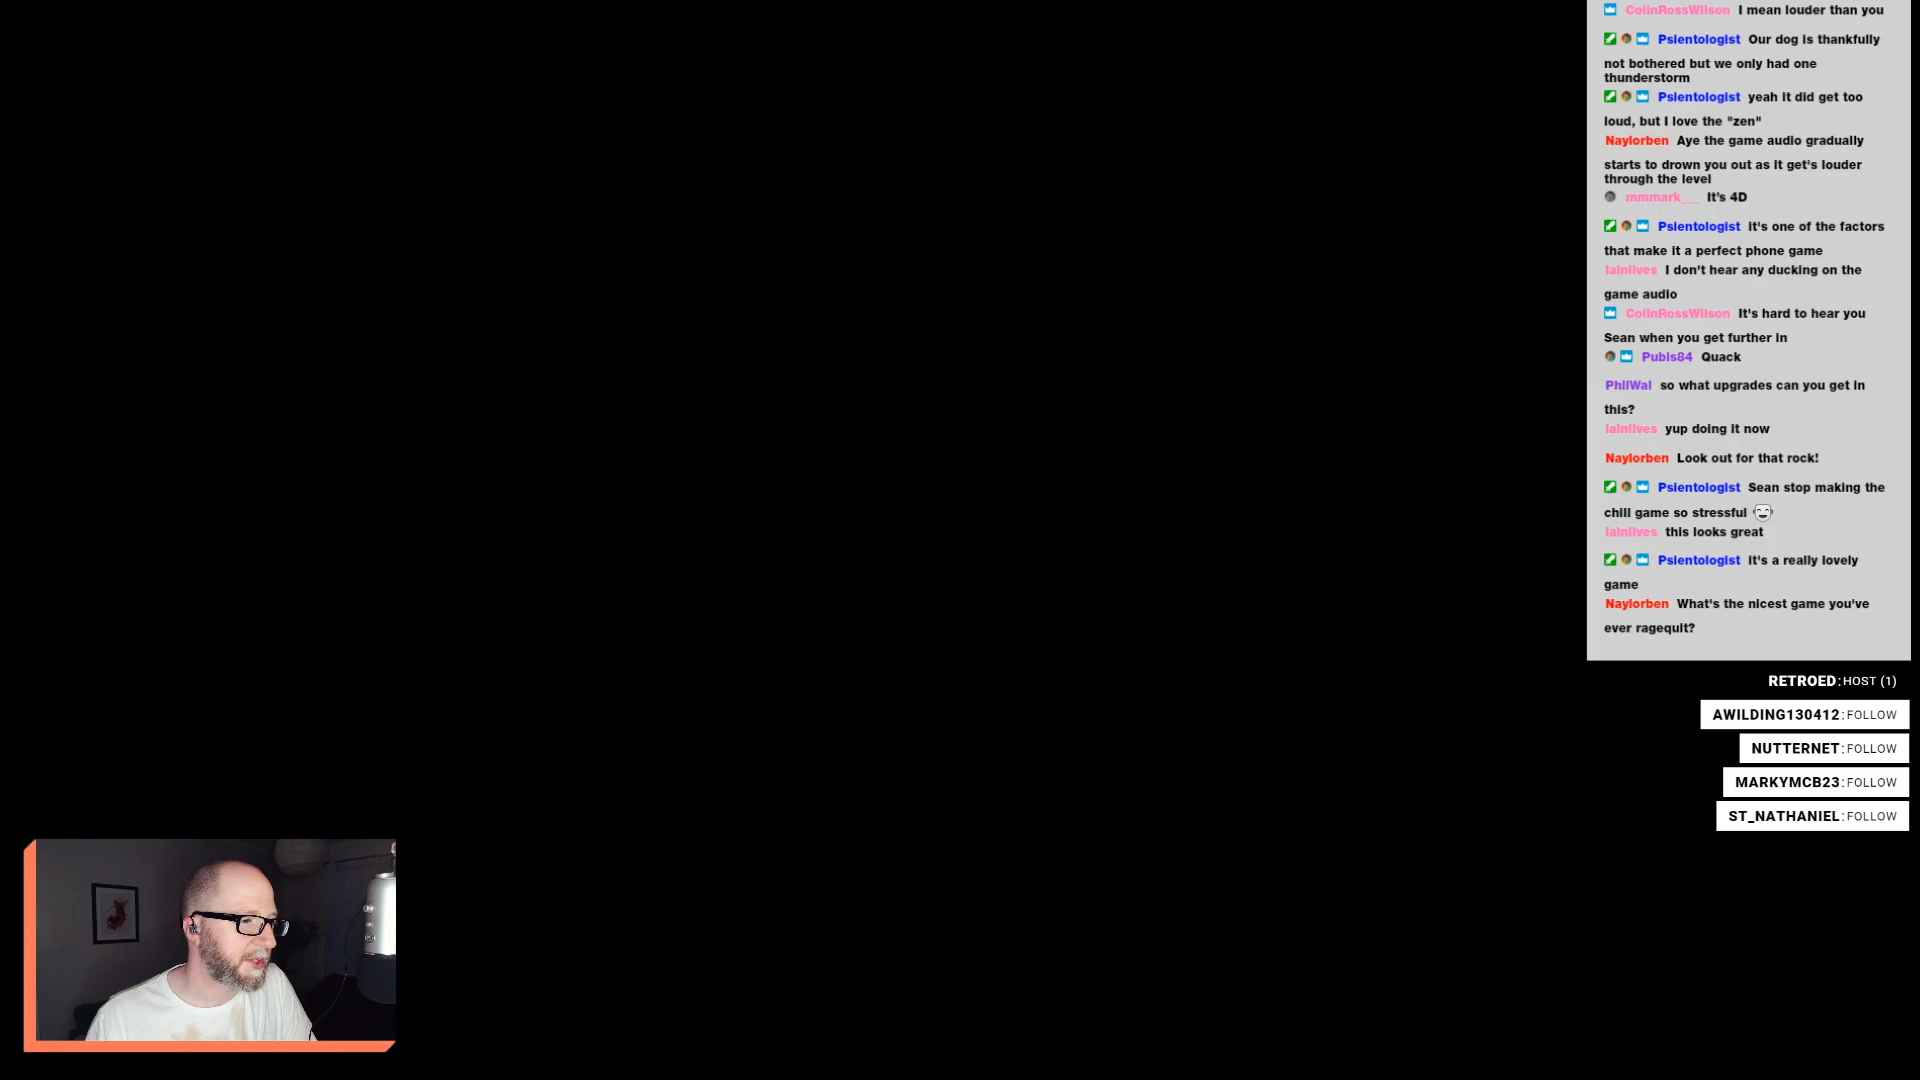 ColinRossWilson I mean louder than you
Psientologist Our dog is thankfully
not bothered but we only had one
thunderstorm
Psientologist yeah it did get too
loud, but I love the "zen"
Naylorben Aye the game audio gradually
starts to drown you out as it get's louder
through the level
mmmark__ It's 4D
Psientologist it's one of the factors
that make it a perfect phone game
iainlives I don't hear any ducking on the
game audio
ColinRossWilson It's hard to hear you
Sean when you get further in
Pubis84 Quack
PhilWal so what upgrades can you get in
this?
iainlives yup doing it now
Naylorben Look out for that rock!
Psientologist Sean stop making the
chill game so stressful
iainlives this looks great
Psientologist it's a really lovely
game
Naylorben What's the nicest game you've
ever ragequit?
RETROED:HOST (1)
AWILDING130412:FOLLOW
NUTTERNET:FOLLOW
MARKYMCB23:FOLLOW
ST_NATHANIEL:FOLLOW